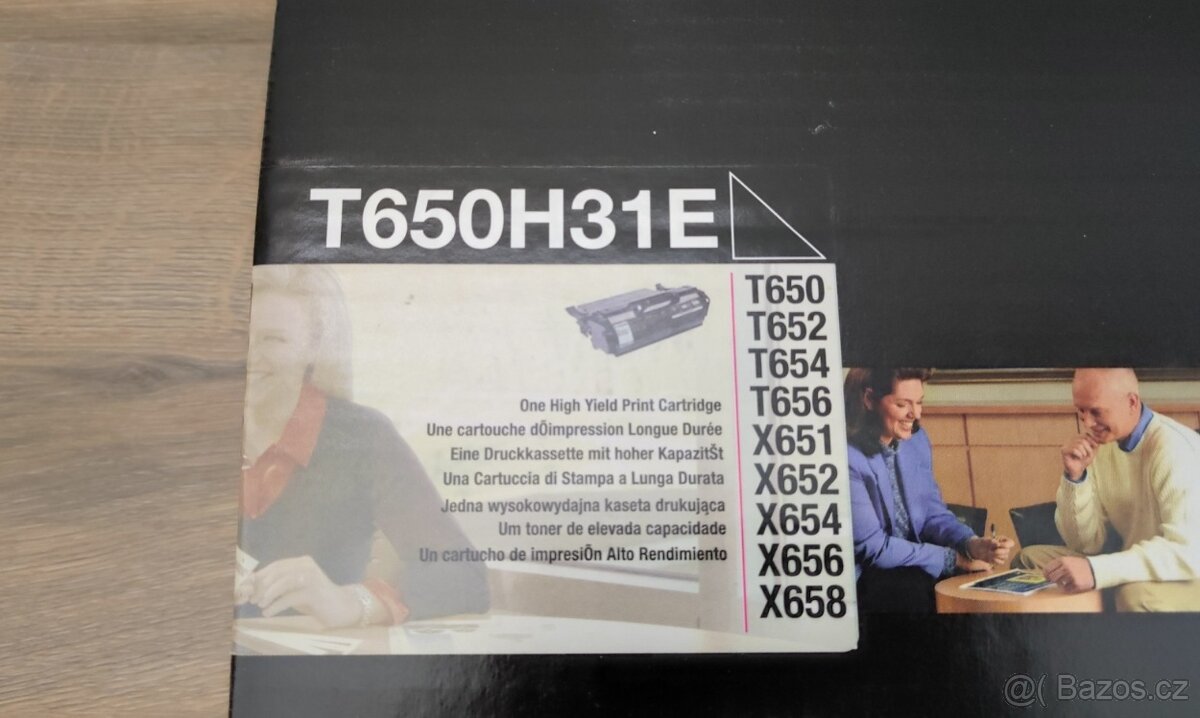 T650H31E
One High Yield Print Cartridge
Une cartouche dÕimpression Longue Durée
Eine Druckkassette mit hoher KapazitŠt
Una Cartuccia di Stampa a Lunga Durata
Jedna wysokowydajna kaseta drukująca
Um toner de elevada capacidade
Un cartucho de impresiÕn Alto Rendimiento
T650
T652
T654
T656
X651
X652
X654
X656
X658
@( Bazos.cz